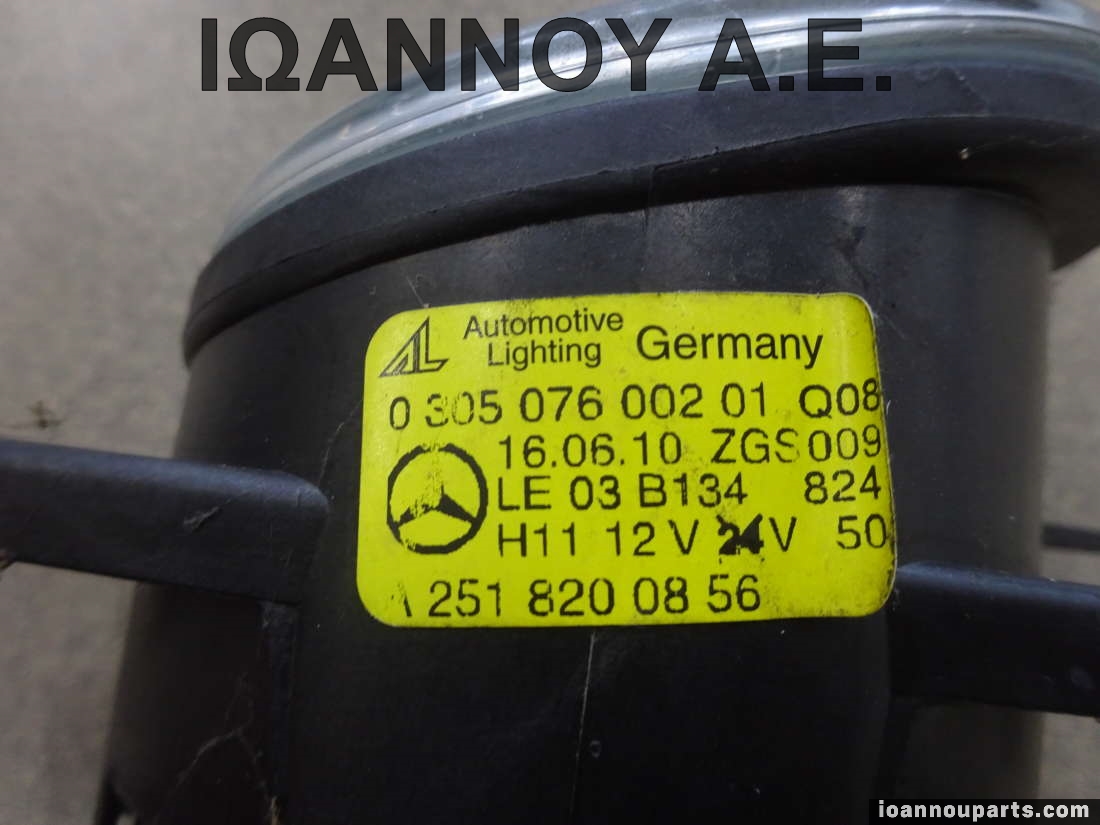 ΙΩΑΝΝΟΥ Α.Ε.
AL Automotive Lighting Germany
0 305 076 002 01 Q08
16.06.10 ZGS009
LE 03 B134 824
H11 12 V 24V 50
A 251 820 08 56
ioannouparts.com